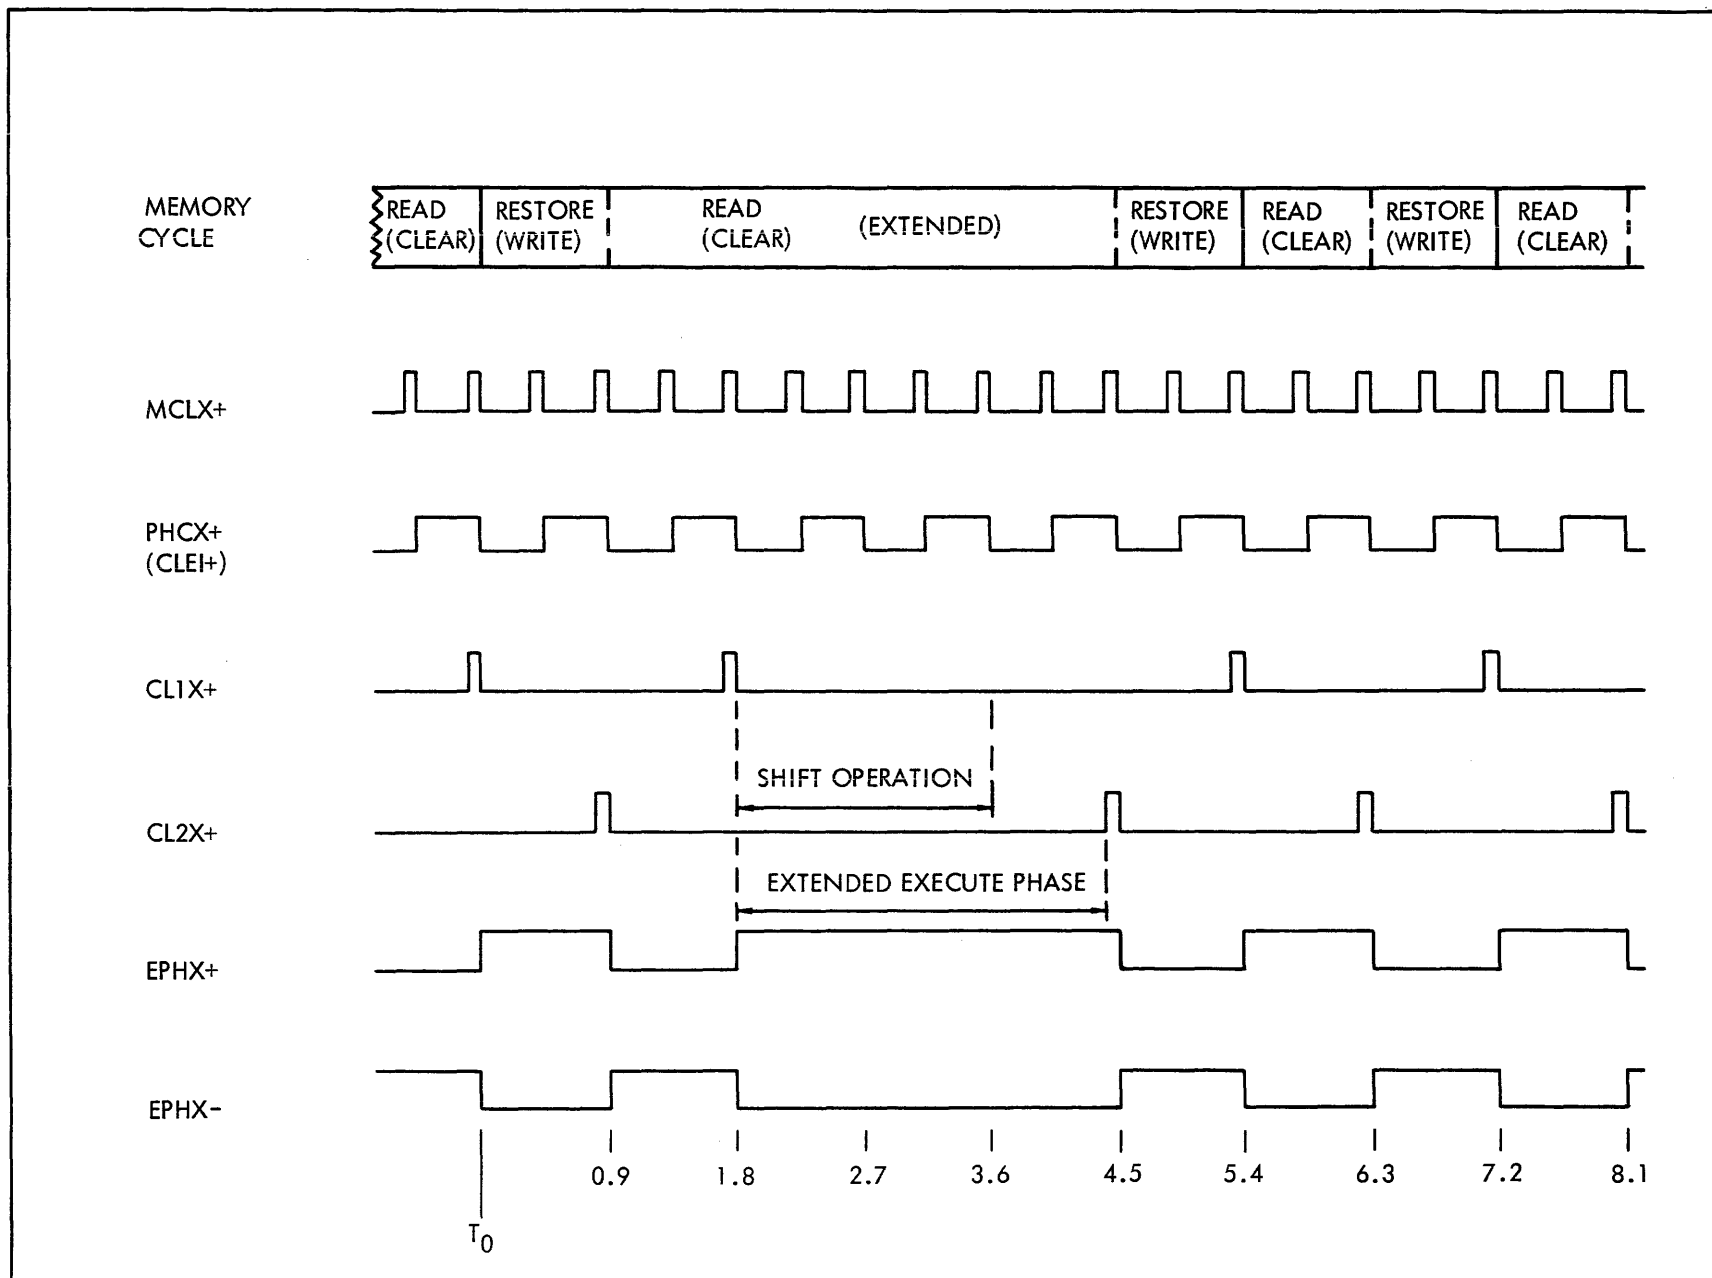 MEMORY
CYCLE
READ
(CLEAR)
RESTORE
(WRITE)
READ
(CLEAR)
(EXTENDED)
RESTORE
(WRITE)
READ
(CLEAR)
RESTORE
(WRITE)
READ
(CLEAR)
MCLX+
PHCX+
(CLEI+)
CL1X+
SHIFT OPERATION
CL2X+
EXTENDED EXECUTE PHASE
EPHX+
EPHX-
0.9 1.8 2.7 3.6 4.5 5.4 6.3 7.2 8.1
T0